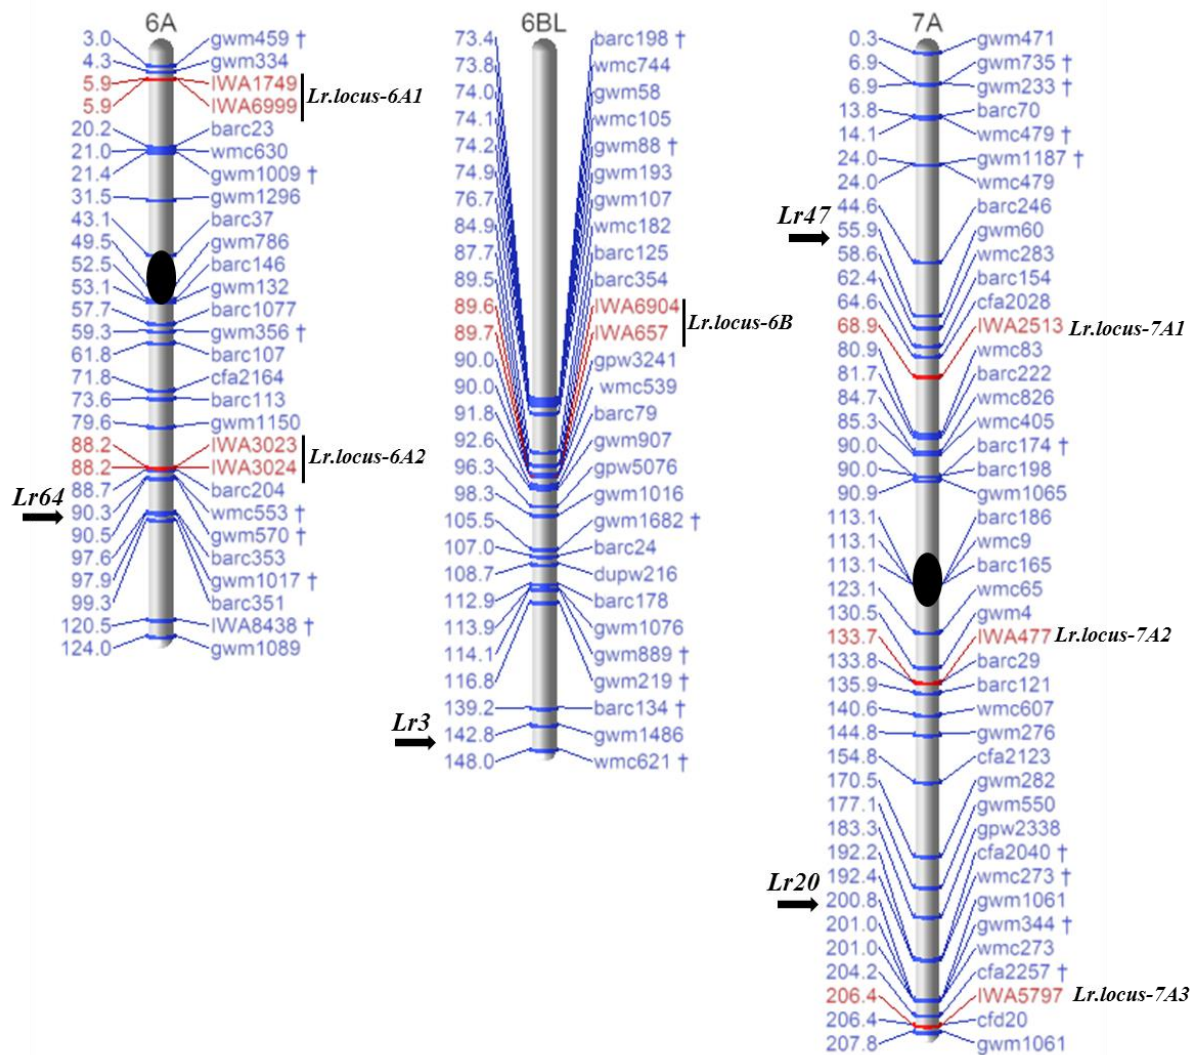 6A
3.0 gwm459 †
4.3 gwm334
5.9 IWA1749
Lr.locus-6A1
5.9 IWA6999
20.2 barc23
21.0 wmc630
21.4 gwm1009 †
31.5 gwm1296
43.1 barc37
49.5 gwm786
52.5 barc146
53.1 gwm132
57.7 barc1077
59.3 gwm356 †
61.8 barc107
71.8 cfa2164
73.6 barc113
79.6 gwm1150
88.2 IWA3023
Lr.locus-6A2
88.2 IWA3024
88.7 barc204
Lr64
90.3 wmc553 †
90.5 gwm570 †
97.6 barc353
97.9 gwm1017 †
99.3 barc351
120.5 IWA8438 †
124.0 gwm1089
6BL
73.4 barc198 †
73.8 wmc744
74.0 gwm58
74.1 wmc105
74.2 gwm88 †
74.9 gwm193
76.7 gwm107
84.9 wmc182
87.7 barc125
89.5 barc354
89.6 IWA6904
Lr.locus-6B
89.7 IWA657
90.0 gpw3241
90.0 wmc539
91.8 barc79
92.6 gwm907
96.3 gpw5076
98.3 gwm1016
105.5 gwm1682 †
107.0 barc24
108.7 dupw216
112.9 barc178
113.9 gwm1076
114.1 gwm889 †
116.8 gwm219 †
139.2 barc134 †
Lr3
142.8 gwm1486
148.0 wmc621 †
7A
0.3 gwm471
6.9 gwm735 †
6.9 gwm233 †
13.8 barc70
14.1 wmc479 †
24.0 gwm1187 †
24.0 wmc479
44.6 barc246
Lr47
55.9 gwm60
58.6 wmc283
62.4 barc154
64.6 cfa2028
68.9 IWA2513 Lr.locus-7A1
80.9 wmc83
81.7 barc222
84.7 wmc826
85.3 wmc405
90.0 barc174 †
90.0 barc198
90.9 gwm1065
113.1 barc186
113.1 wmc9
113.1 barc165
123.1 wmc65
130.5 gwm4
133.7 IWA477 Lr.locus-7A2
133.8 barc29
135.9 barc121
140.6 wmc607
144.8 gwm276
154.8 cfa2123
170.5 gwm282
177.1 gwm550
183.3 gpw2338
192.2 cfa2040 †
192.4 wmc273 †
Lr20
200.8 gwm1061
201.0 gwm344 †
201.0 wmc273
204.2 cfa2257 †
206.4 IWA5797 Lr.locus-7A3
206.4 cfd20
207.8 gwm1061